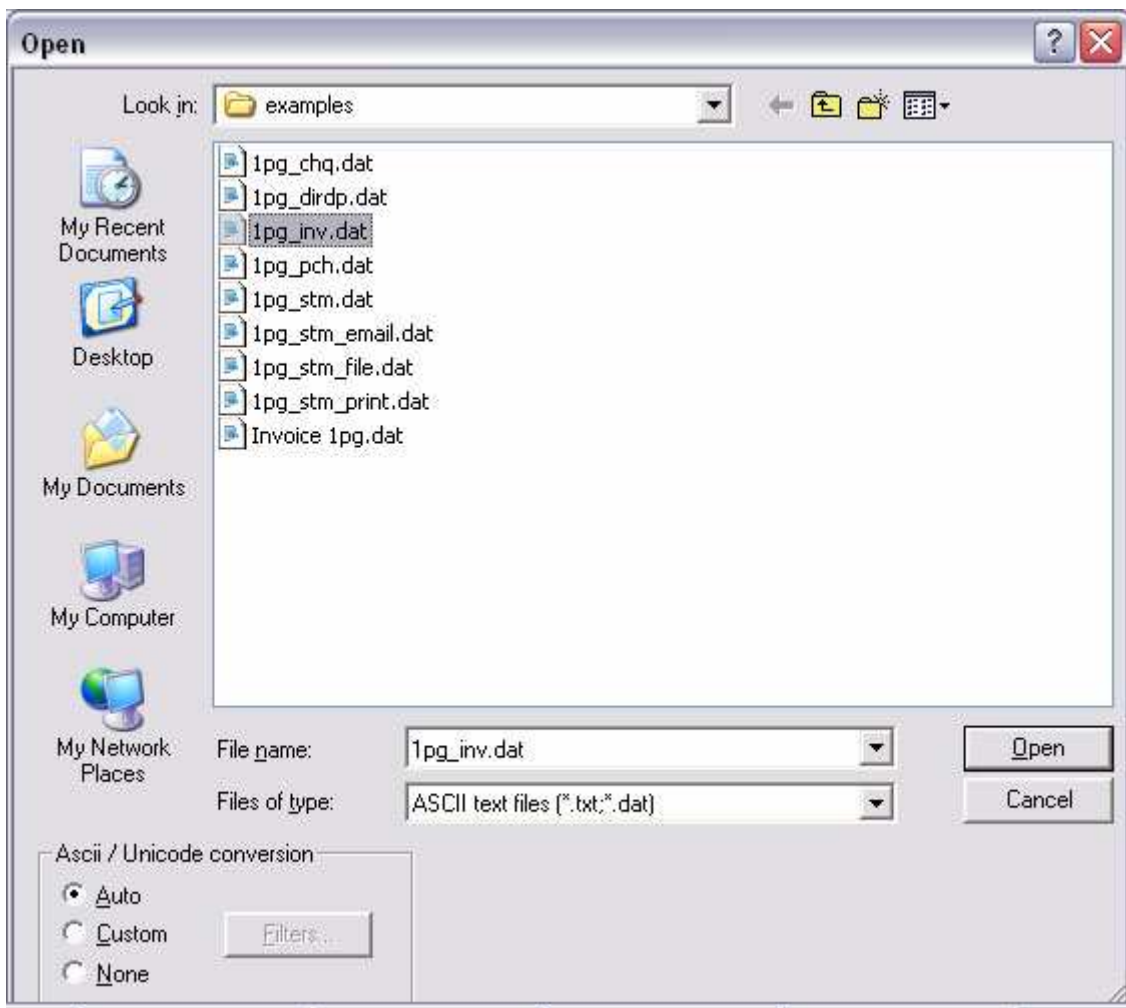 Open
Look in: examples
My Recent
Documents
Desktop
My Documents
My Computer
My Network
Places
1pg_chq.dat
1pg_dirdp.dat
1pg_inv.dat
1pg_pch.dat
1pg_stm.dat
1pg_stm_email.dat
1pg_stm_file.dat
1pg_stm_print.dat
Invoice 1pg.dat
File name: 1pg_inv.dat Open
Files of type: ASCII text files (*.txt;*.dat) Cancel
Ascii / Unicode conversion
Auto
Custom Filters ...
None